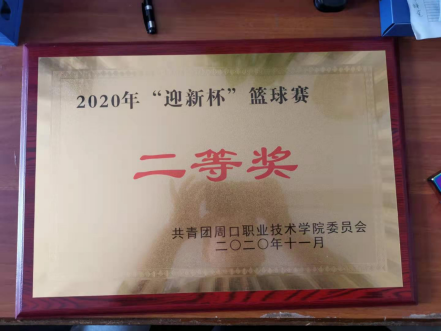 2020年“迎新杯”篮球赛
二等奖
共青团周口职业技术学院委员会
二〇二〇年十一月